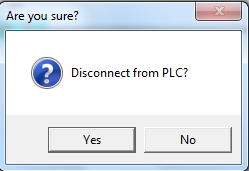 Are you sure?
Disconnect from PLC?
Yes No